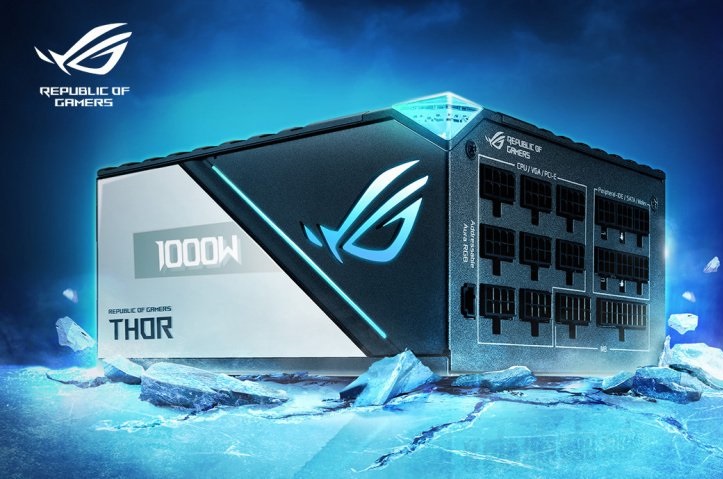 REPUBLIC OF
GAMERS
REPUBLIC OF
GAMERS
CPU / VGA / PCI-E
Peripheral-IDE / SATA / Molex
Addressable
Aura RGB
1000W
REPUBLIC OF GAMERS
THOR
M/B